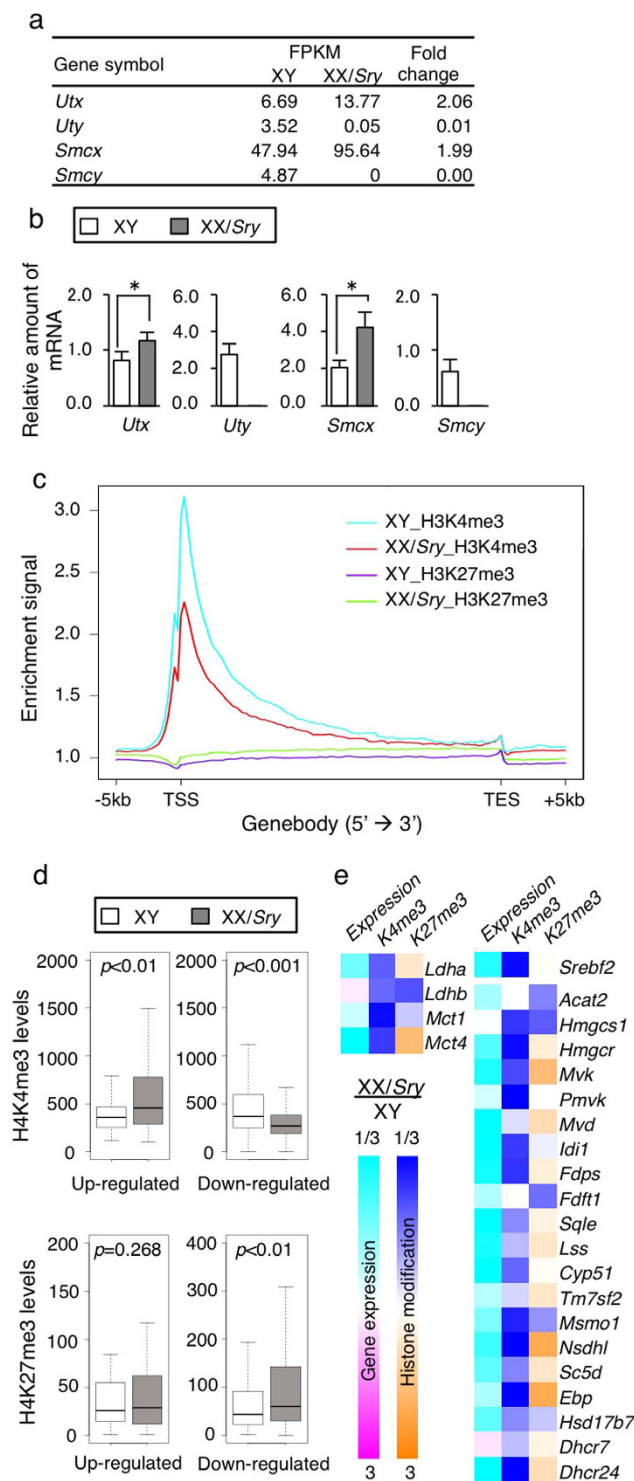 a
Gene symbol FPKM Fold change
XY XX/Sry
Utx 6.69 13.77 2.06
Uty 3.52 0.05 0.01
Smcx 47.94 95.64 1.99
Smcy 4.87 0 0.00
b
XY XX/Sry
Relative amount of mRNA
2.0 6.0 6.0 2.0
* *
4.0 4.0
1.0 1.0
2.0 2.0
0.0 0.0 0.0 0.0
Utx Uty Smcx Smcy
c
Enrichment signal
3.0
2.5
2.0
1.5
1.0
XY_H3K4me3
XX/Sry_H3K4me3
XY_H3K27me3
XX/Sry_H3K27me3
-5kb TSS TES +5kb
Genebody (5' → 3')
d
XY XX/Sry
H4K4me3 levels
2000 2000
p<0.01 p<0.001
1500 1500
1000 1000
500 500
0 0
Up-regulated Down-regulated
H4K27me3 levels
200 400
p=0.268 p<0.01
150 300
100 200
50 100
0 0
Up-regulated Down-regulated
e
Expression K4me3 K27me3
Ldha
Ldhb
Mct1
Mct4
XX/Sry
XY
1/3 1/3
Gene expression
Histone modification
3 3
Expression K4me3 K27me3
Srebf2
Acat2
Hmgcs1
Hmgcr
Mvk
Pmvk
Mvd
Idi1
Fdps
Fdft1
Sqle
Lss
Cyp51
Tm7sf2
Msmo1
Nsdhl
Sc5d
Ebp
Hsd17b7
Dhcr7
Dhcr24